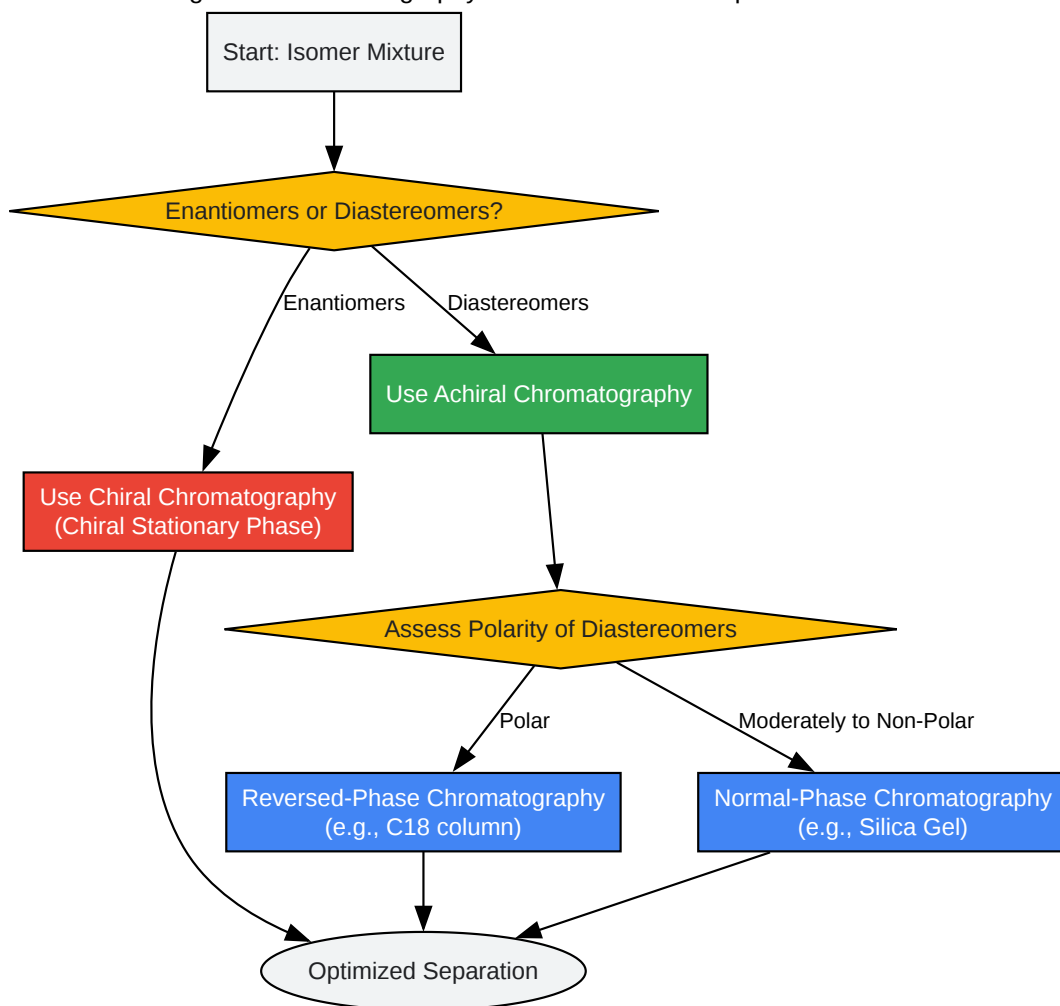 Start: Isomer Mixture
Enantiomers or Diastereomers?
Enantiomers
Diastereomers
Use Achiral Chromatography
Use Chiral Chromatography
(Chiral Stationary Phase)
Assess Polarity of Diastereomers
Polar
Moderately to Non-Polar
Reversed-Phase Chromatography
(e.g., C18 column)
Normal-Phase Chromatography
(e.g., Silica Gel)
Optimized Separation